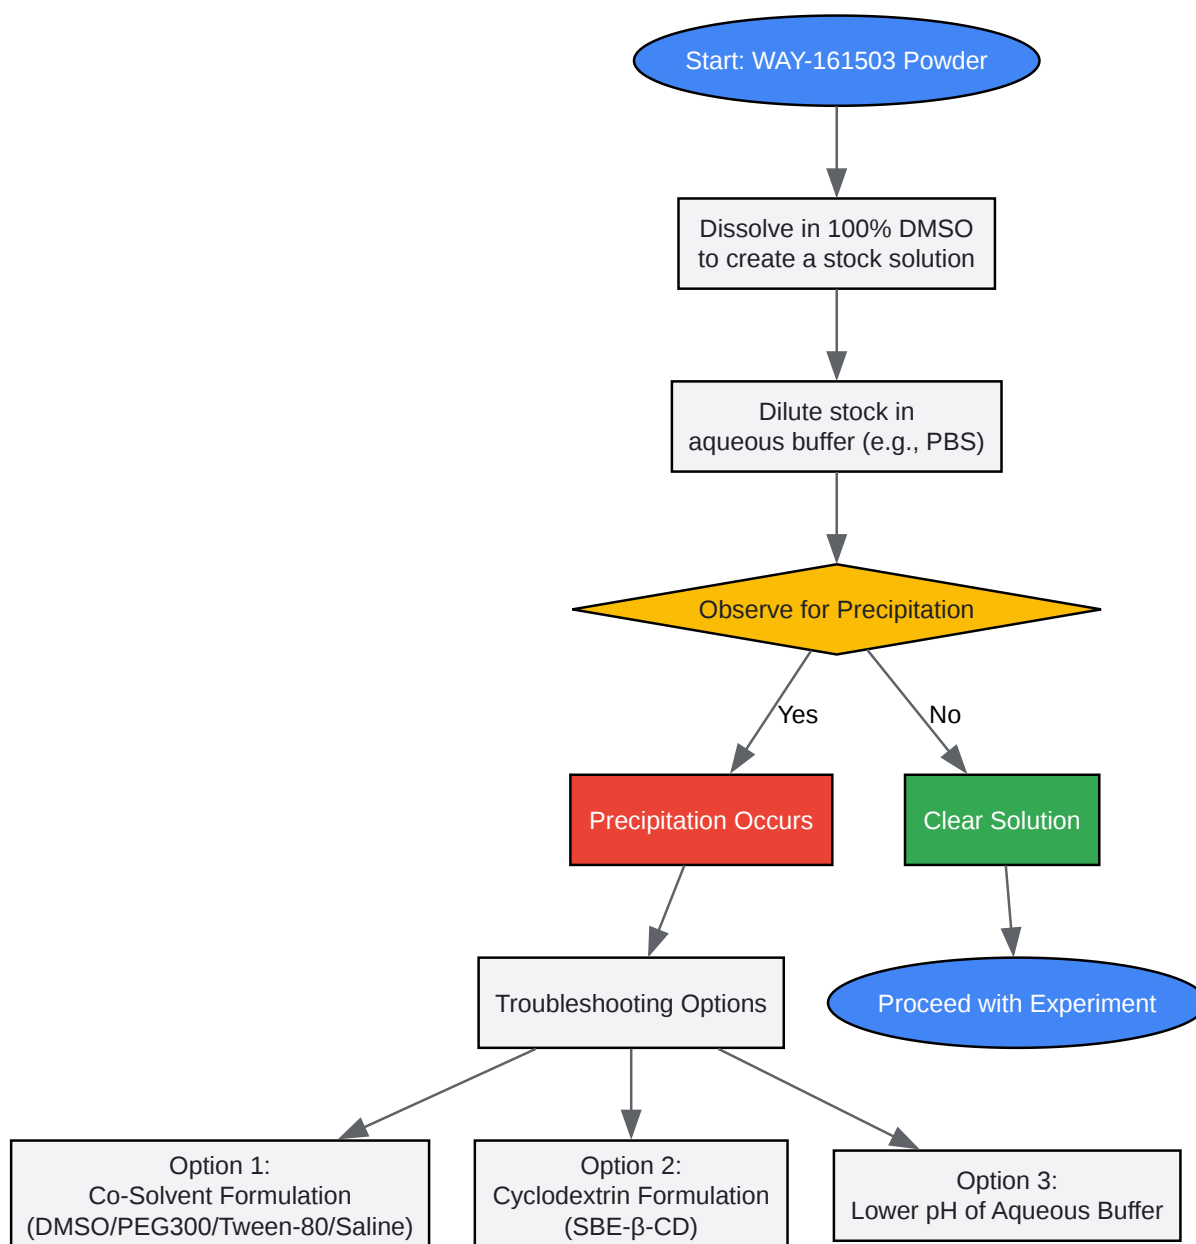 Start: WAY-161503 Powder
Dissolve in 100% DMSO
to create a stock solution
Dilute stock in
aqueous buffer (e.g., PBS)
Observe for Precipitation
Yes
No
Precipitation Occurs
Clear Solution
Troubleshooting Options
Proceed with Experiment
Option 1:
Co-Solvent Formulation
(DMSO/PEG300/Tween-80/Saline)
Option 2:
Cyclodextrin Formulation
(SBE-β-CD)
Option 3:
Lower pH of Aqueous Buffer